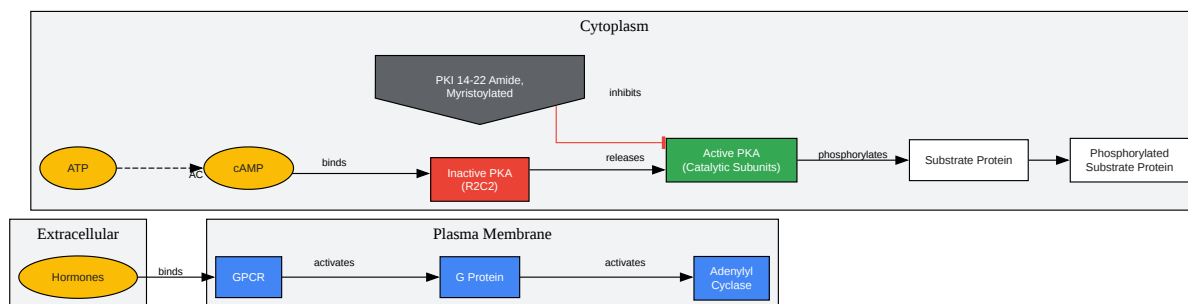 Cytoplasm
PKI 14-22 Amide,
Myristoylated
inhibits
ATP
AC
cAMP
binds
Inactive PKA
(R2C2)
releases
Active PKA
(Catalytic Subunits)
phosphorylates
Substrate Protein
Phosphorylated
Substrate Protein
Extracellular
Hormones
binds
Plasma Membrane
GPCR
activates
G Protein
activates
Adenylyl
Cyclase